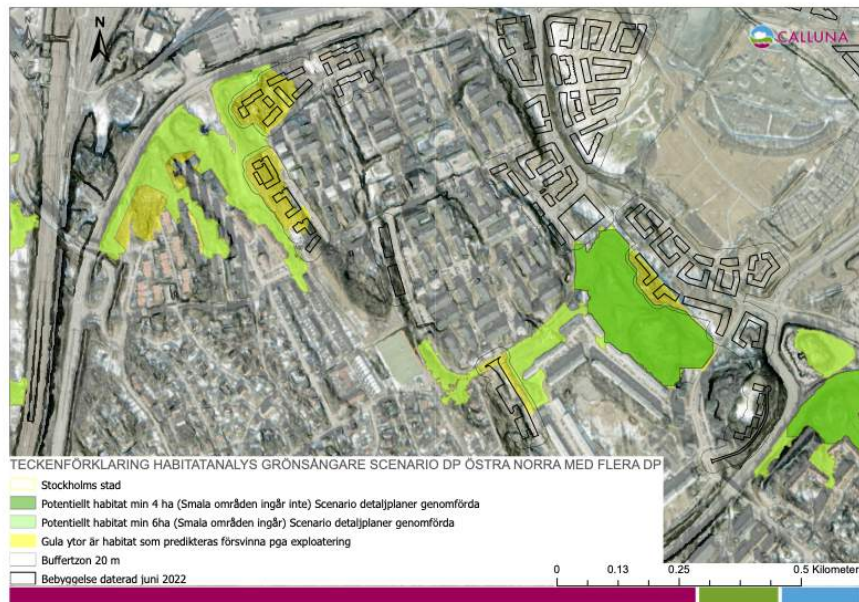 N
CALLUNA
TECKENFÖRKLARING HABITATANALYS GRÖNSÅNGARE SCENARIO DP ÖSTRA NORRA MED FLERA DP
Stockholms stad
Potentiellt habitat min 4 ha (Smala områden ingår inte) Scenario detaljplaner genomförda
Potentiellt habitat min 6ha (Smala områden ingår) Scenario detaljplaner genomförda
Gula ytor är habitat som predikteras försvinna pga exploatering
Buffertzon 20 m
Bebyggelse daterad juni 2022
0 0.13 0.25 0.5 Kilometer